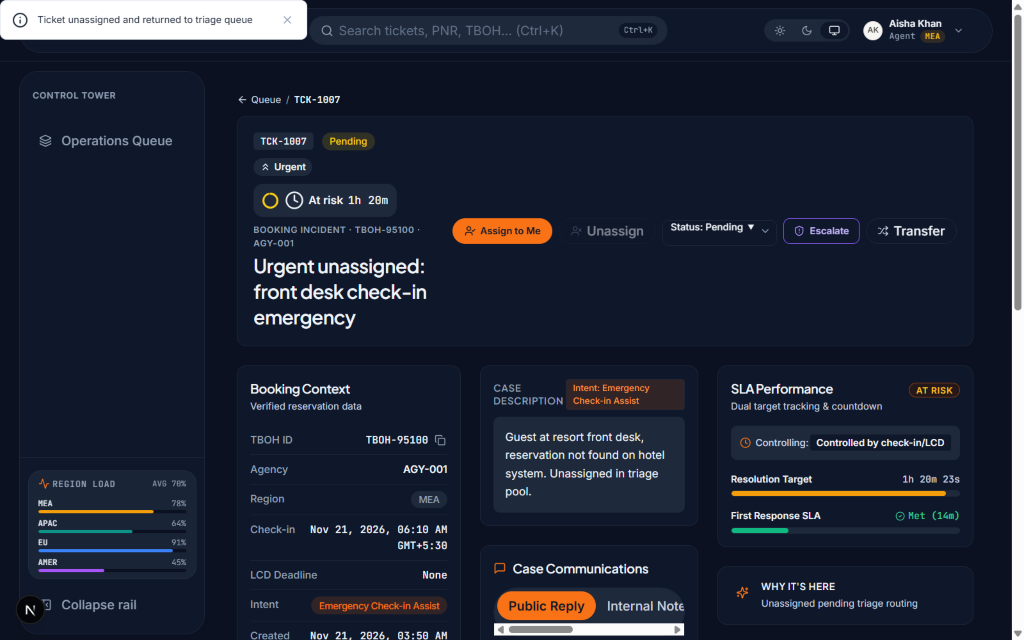 Ticket unassigned and returned to triage queue
Search tickets, PNR, TBOH... (Ctrl+K)
Ctrl+K
AK
Aisha Khan
Agent MEA
CONTROL TOWER
Operations Queue
REGION LOAD AVG 70%
MEA 78%
APAC 64%
EU 91%
AMER 45%
N
Collapse rail
Queue / TCK-1007
TCK-1007 Pending
Urgent
At risk 1h 20m
BOOKING INCIDENT · TBOH-95100 ·
AGY-001
Urgent unassigned:
front desk check-in
emergency
Assign to Me
Unassign
Status: Pending ▼
Escalate
Transfer
Booking Context
Verified reservation data
TBOH ID TBOH-95100
Agency AGY-001
Region MEA
Check-in Nov 21, 2026, 06:10 AM
GMT+5:30
LCD Deadline None
Intent Emergency Check-in Assist
Created Nov 21, 2026, 03:50 AM
CASE
DESCRIPTION
Intent: Emergency
Check-in Assist
Guest at resort front desk,
reservation not found on hotel
system. Unassigned in triage
pool.
Case Communications
Public Reply Internal Note
SLA Performance AT RISK
Dual target tracking & countdown
Controlling: Controlled by check-in/LCD
Resolution Target 1h 20m 23s
First Response SLA Met (14m)
WHY IT'S HERE
Unassigned pending triage routing